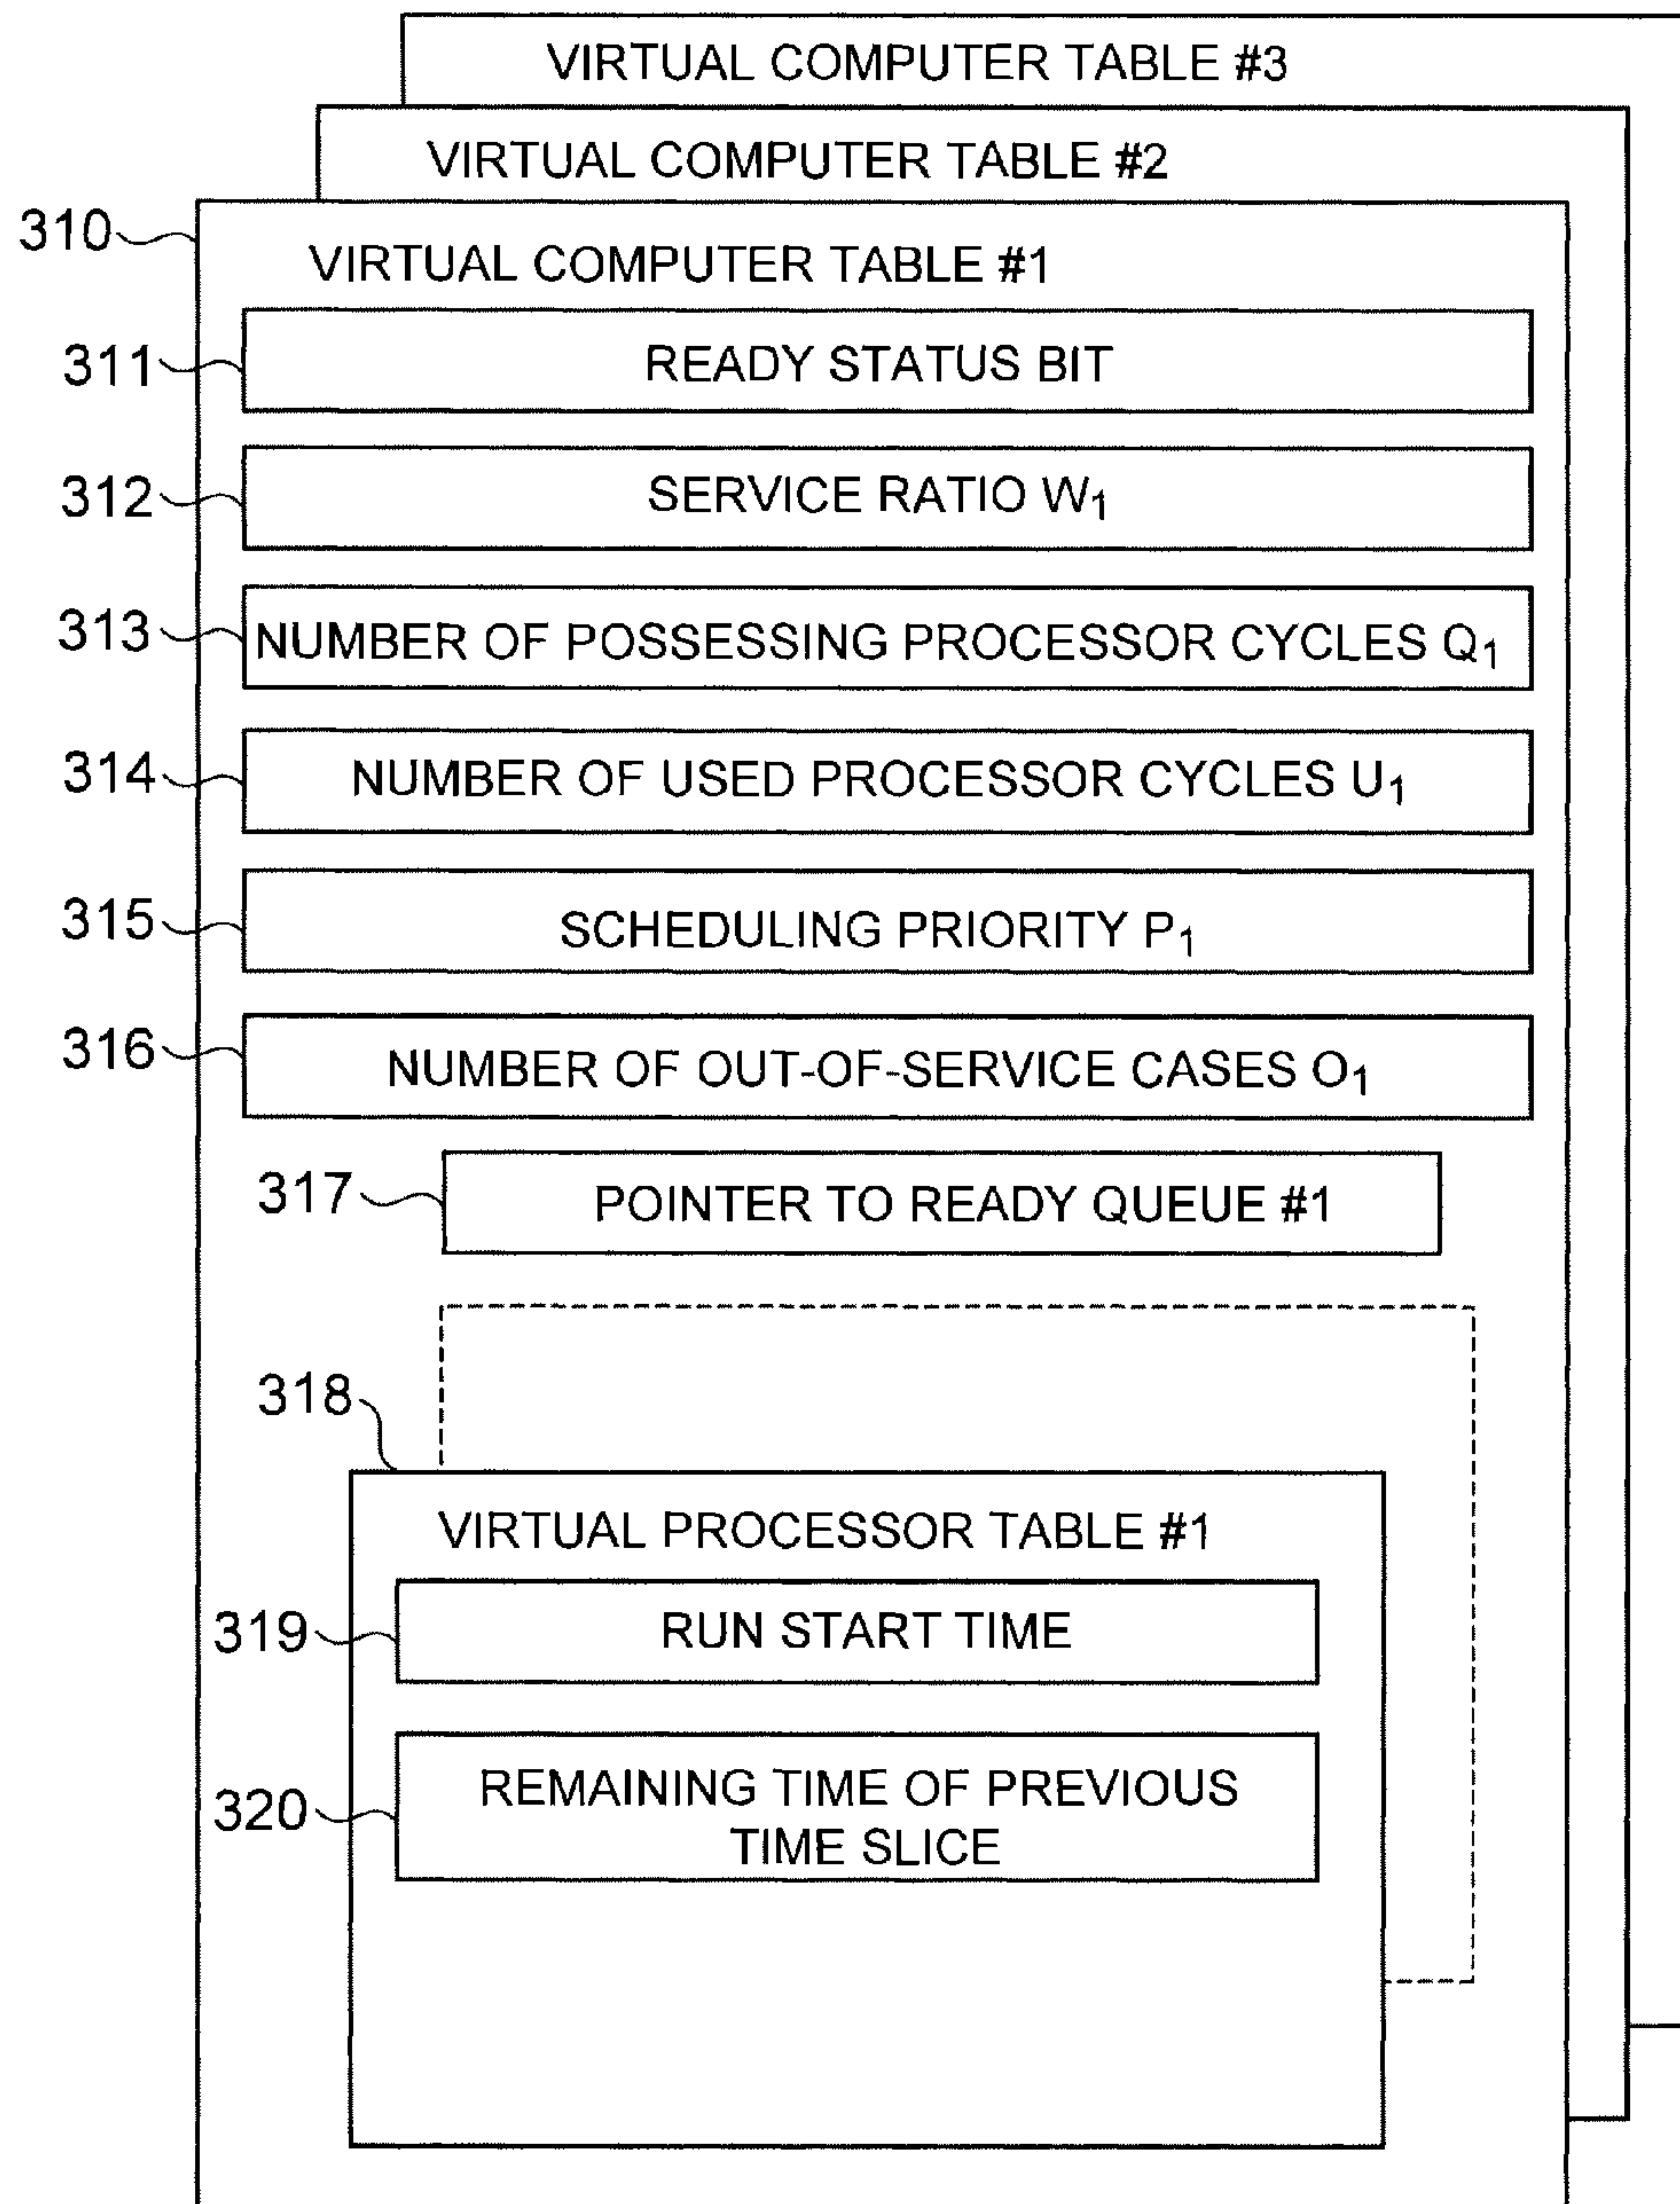 VIRTUAL COMPUTER TABLE #3
VIRTUAL COMPUTER TABLE #2
310
VIRTUAL COMPUTER TABLE #1
311
READY STATUS BIT
312
SERVICE RATIO W₁
313
NUMBER OF POSSESSING PROCESSOR CYCLES Q₁
314
NUMBER OF USED PROCESSOR CYCLES U₁
315
SCHEDULING PRIORITY P₁
316
NUMBER OF OUT-OF-SERVICE CASES O₁
317
POINTER TO READY QUEUE #1
318
VIRTUAL PROCESSOR TABLE #1
319
RUN START TIME
320
REMAINING TIME OF PREVIOUS
TIME SLICE